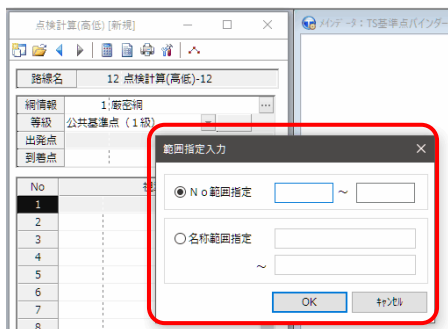 点検計算(高低) [新規]
ﾒｲﾝﾃﾞｰﾀ：TS基準点バインダー
路線名 12 点検計算(高低)-12
網情報 1 厳密網
等級 公共基準点（1級）
出発点
到着点
範囲指定入力
Ｎｏ範囲指定 ～
名称範囲指定
～
OK ｷｬﾝｾﾙ
No
1
2
3
4
5
6
7
8